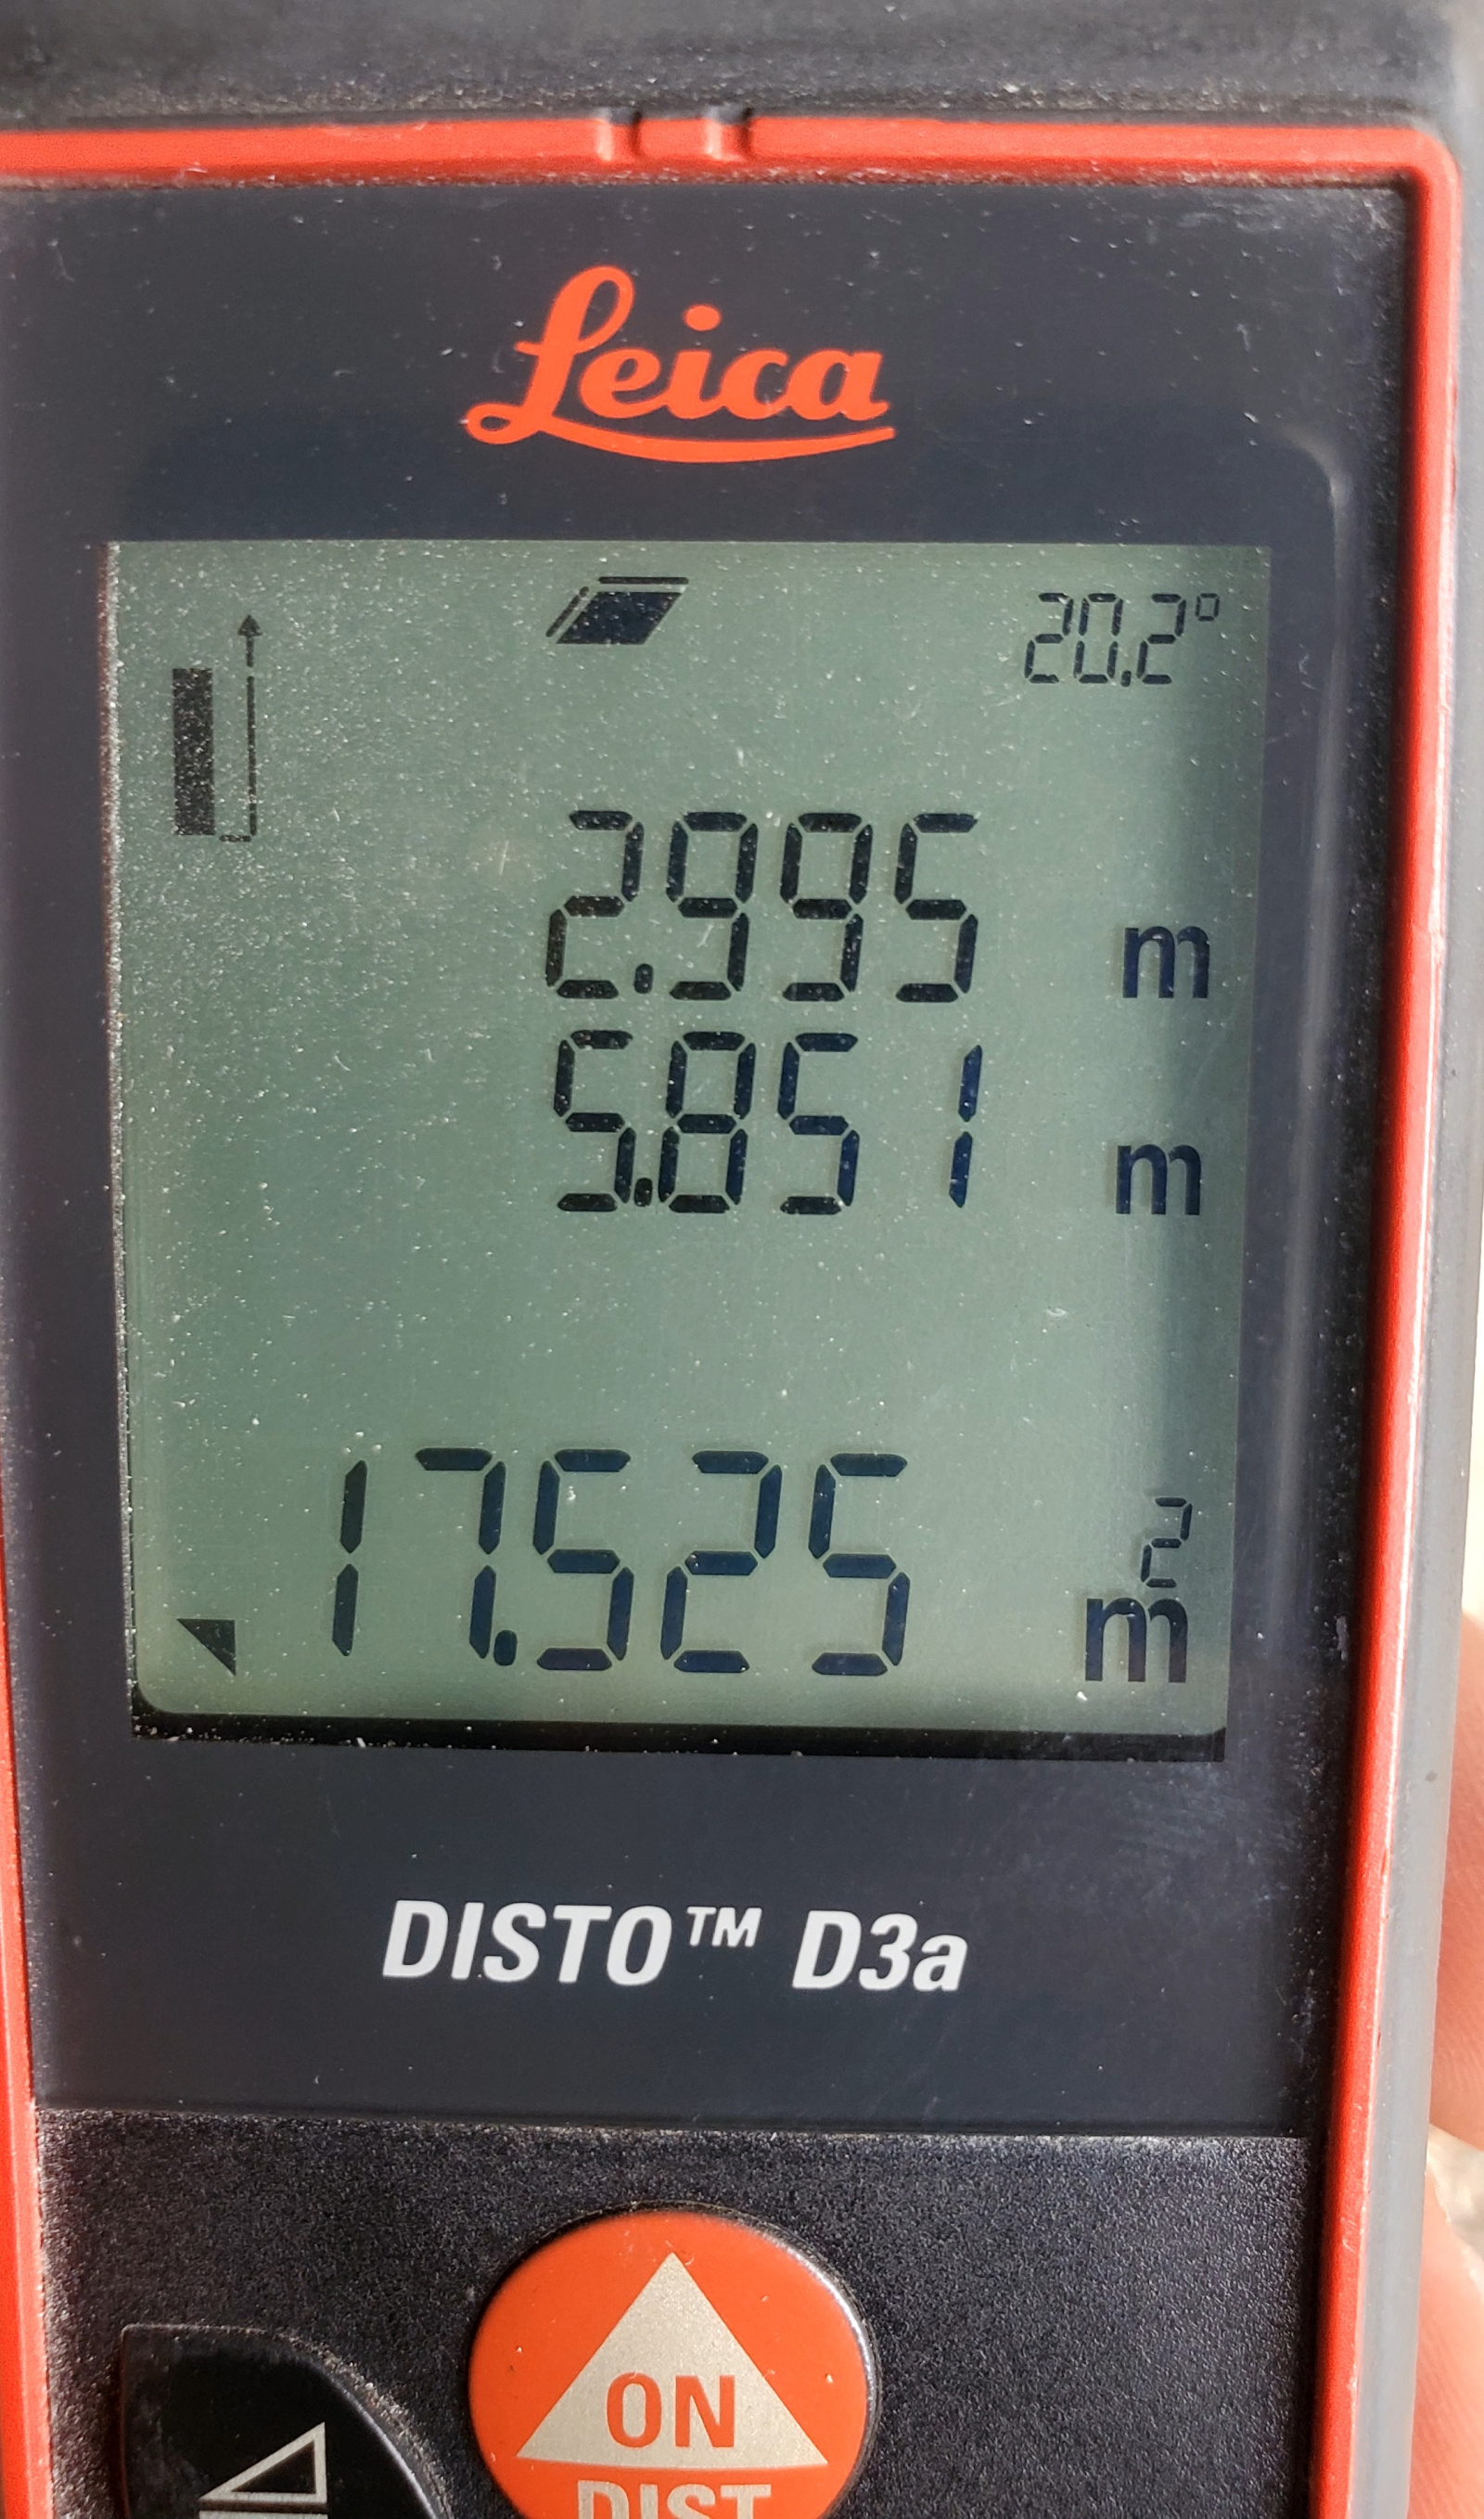 Leica
20.2°
2.995 m
5.851 m
17.525 m²
DISTO™ D3a
ON
DIST